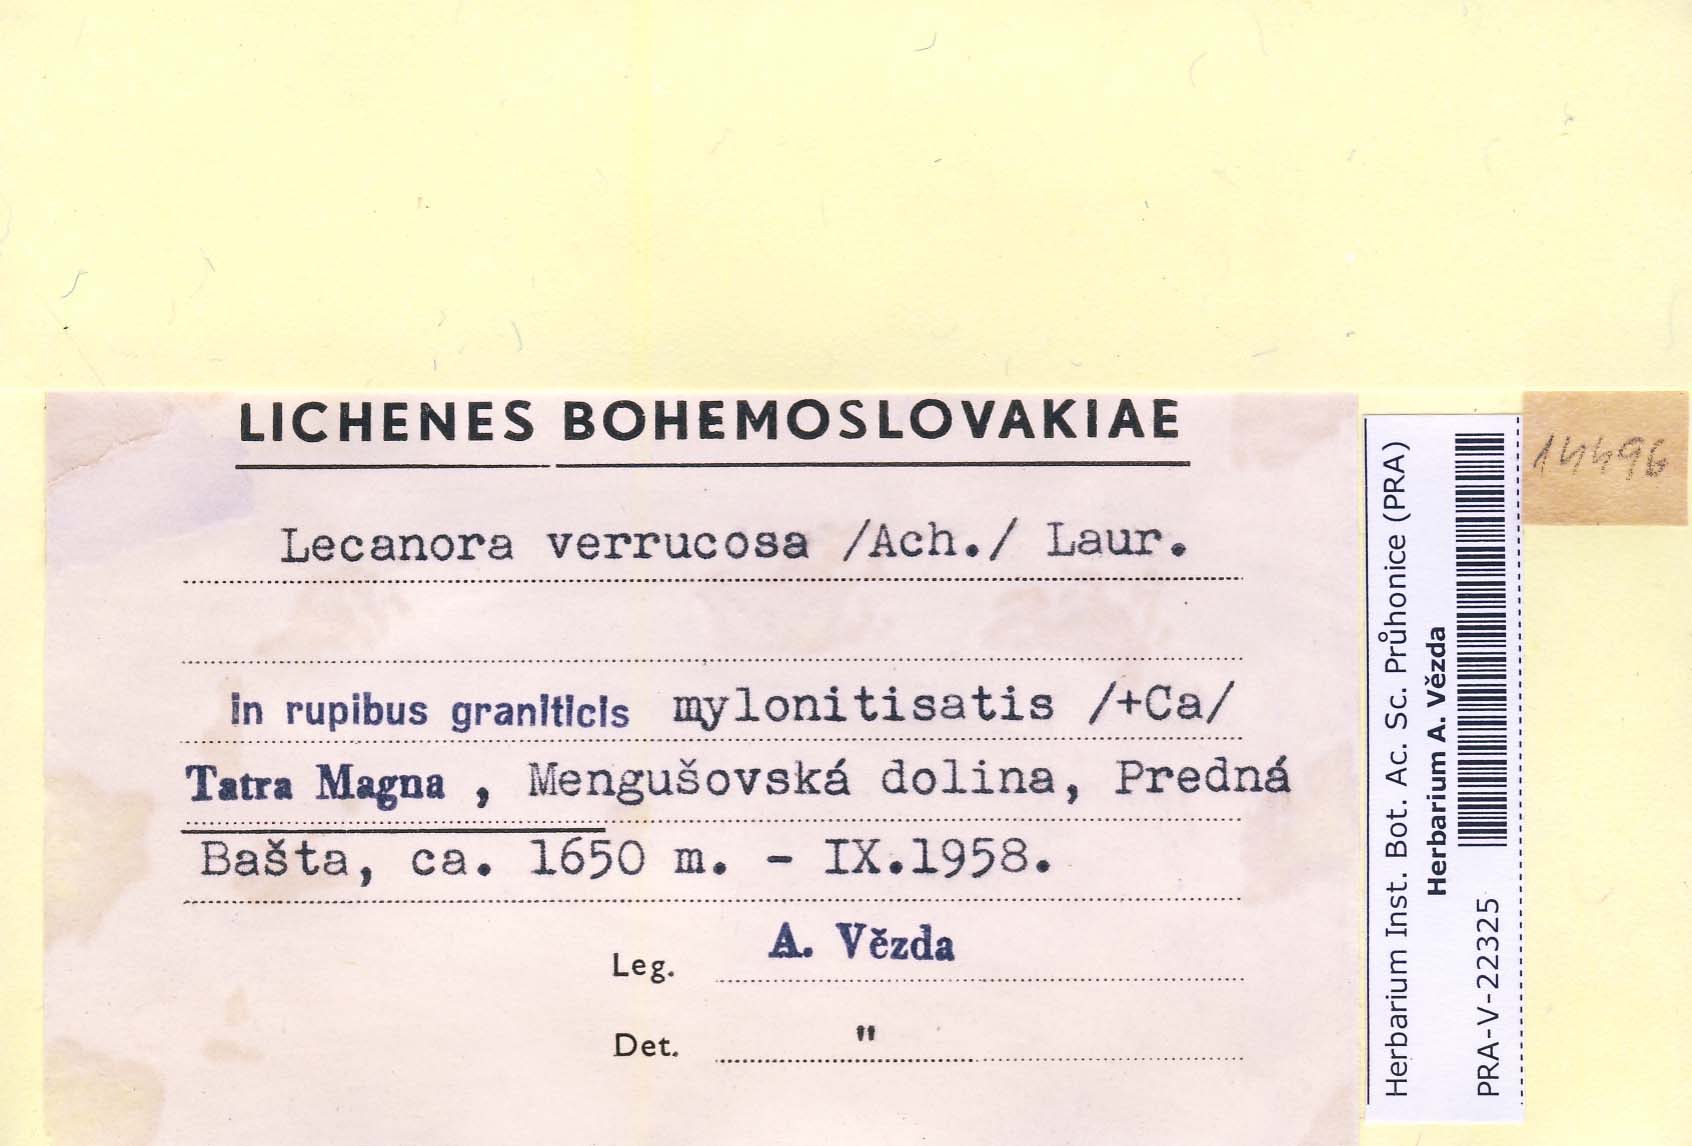 LICHENES BOHEMOSLOVAKIAE
Lecanora verrucosa /Ach./ Laur.
in rupibus graniticis mylonitisatis /+Ca/
Tatra Magna , Mengušovská dolina, Predná
Bašta, ca. 1650 m. - IX.1958.
Leg. A. Vězda
Det. "
Herbarium Inst. Bot. Ac. Sc. Průhonice (PRA)
Herbarium A. Vězda
PRA-V-22325
14496